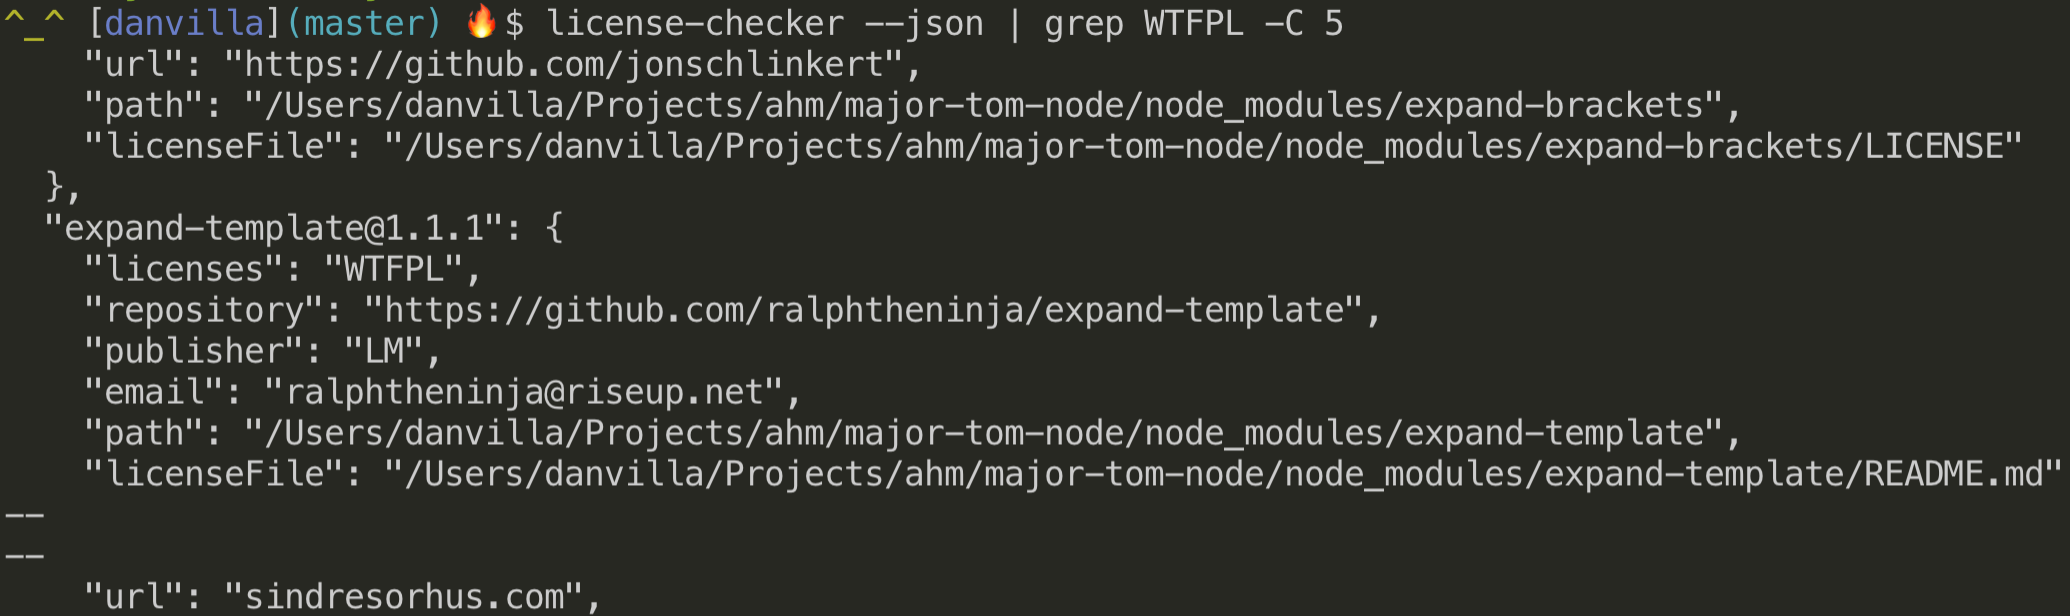 ^_^ [danvilla](master) 🔥$ license-checker --json | grep WTFPL -C 5
    "url": "https://github.com/jonschlinkert",
    "path": "/Users/danvilla/Projects/ahm/major-tom-node/node_modules/expand-brackets",
    "licenseFile": "/Users/danvilla/Projects/ahm/major-tom-node/node_modules/expand-brackets/LICENSE"
  },
  "expand-template@1.1.1": {
    "licenses": "WTFPL",
    "repository": "https://github.com/ralphtheninja/expand-template",
    "publisher": "LM",
    "email": "ralphtheninja@riseup.net",
    "path": "/Users/danvilla/Projects/ahm/major-tom-node/node_modules/expand-template",
    "licenseFile": "/Users/danvilla/Projects/ahm/major-tom-node/node_modules/expand-template/README.md"
--
--
    "url": "sindresorhus.com",